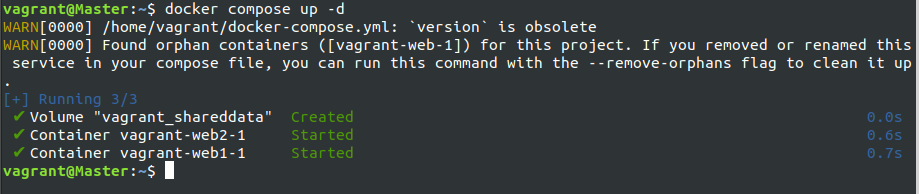 vagrant@Master:~$ docker compose up -d
WARN[0000] /home/vagrant/docker-compose.yml: `version` is obsolete
WARN[0000] Found orphan containers ([vagrant-web-1]) for this project. If you removed or renamed this
service in your compose file, you can run this command with the --remove-orphans flag to clean it up
.
[+] Running 3/3
✔ Volume "vagrant_shareddata" Created 0.0s
✔ Container vagrant-web2-1 Started 0.6s
✔ Container vagrant-web1-1 Started 0.7s
vagrant@Master:~$